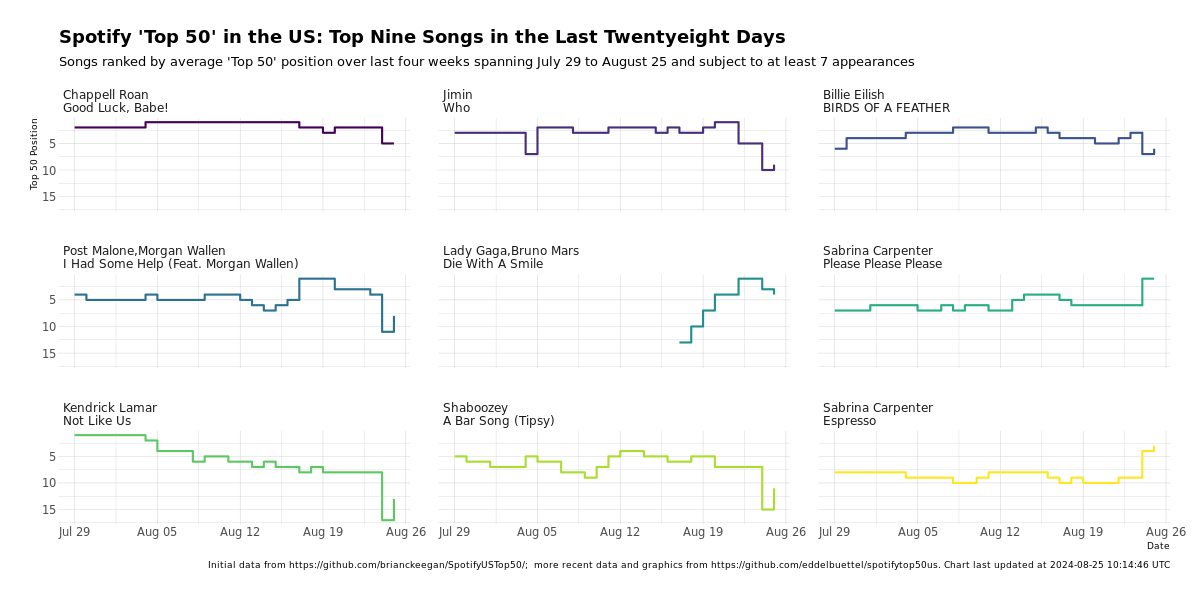 Spotify 'Top 50' in the US: Top Nine Songs in the Last Twentyeight Days
Songs ranked by average 'Top 50' position over last four weeks spanning July 29 to August 25 and subject to at least 7 appearances
Chappell Roan
Good Luck, Babe!
Jimin
Who
Billie Eilish
BIRDS OF A FEATHER
Top 50 Position
5
10
15
Post Malone,Morgan Wallen
I Had Some Help (Feat. Morgan Wallen)
Lady Gaga,Bruno Mars
Die With A Smile
Sabrina Carpenter
Please Please Please
5
10
15
Kendrick Lamar
Not Like Us
Shaboozey
A Bar Song (Tipsy)
Sabrina Carpenter
Espresso
5
10
15
Jul 29 Aug 05 Aug 12 Aug 19 Aug 26
Jul 29 Aug 05 Aug 12 Aug 19 Aug 26
Jul 29 Aug 05 Aug 12 Aug 19 Aug 26
Date
Initial data from https://github.com/brianckeegan/SpotifyUSTop50/;  more recent data and graphics from https://github.com/eddelbuettel/spotifytop50us. Chart last updated at 2024-08-25 10:14:46 UTC